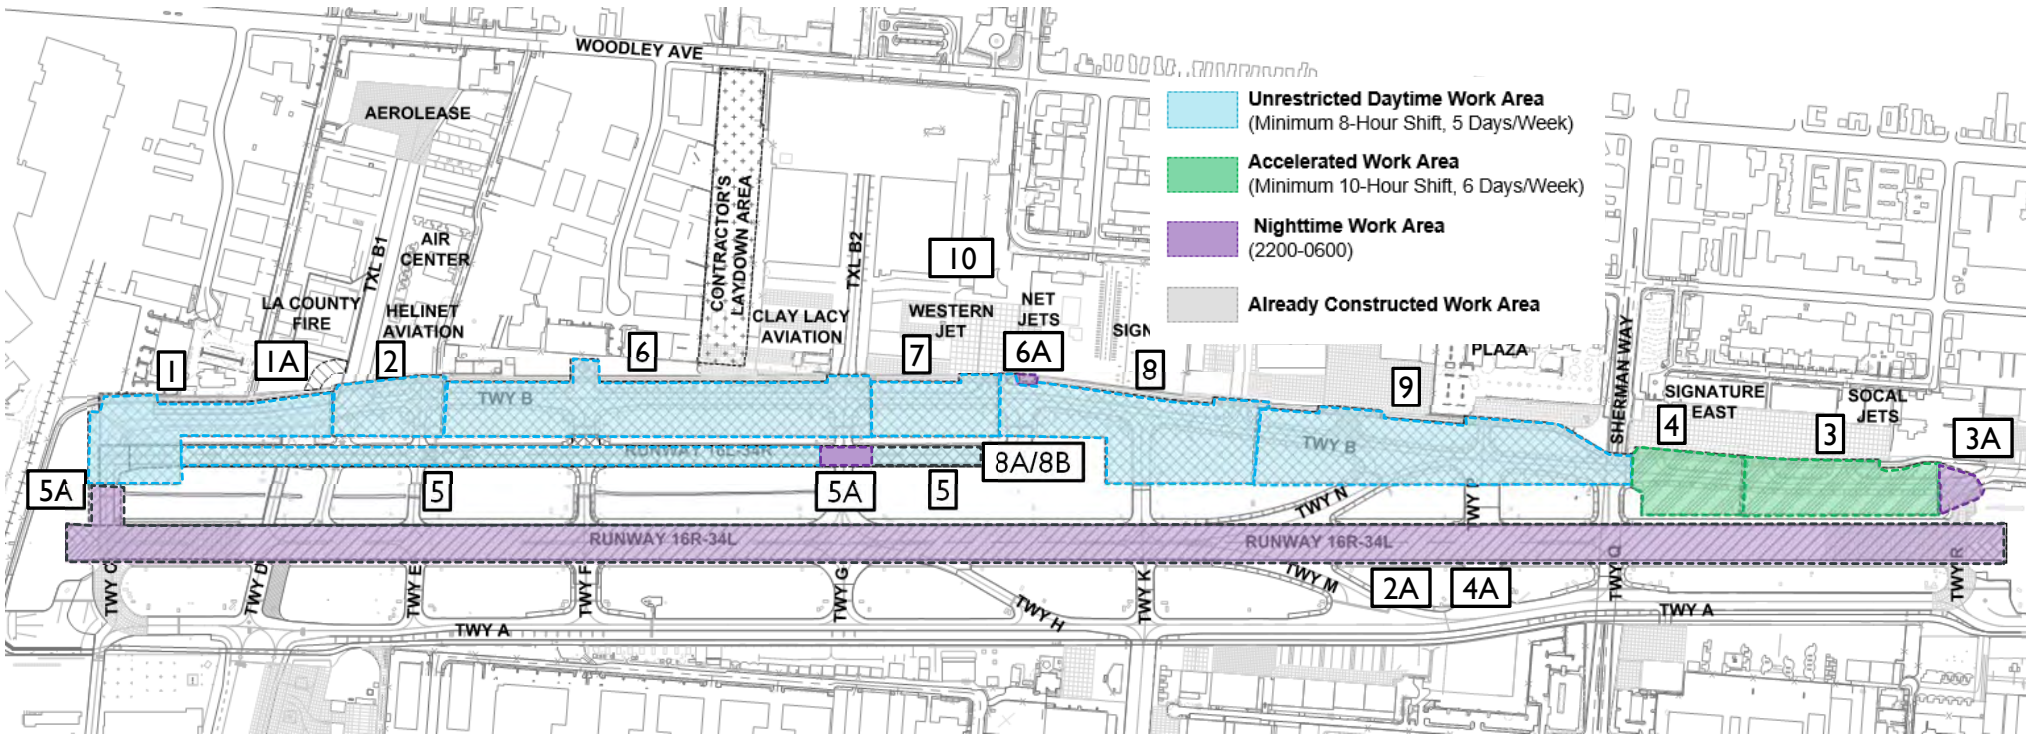 WOODLEY AVE
AEROLEASE
Unrestricted Daytime Work Area
(Minimum 8-Hour Shift, 5 Days/Week)
Accelerated Work Area
(Minimum 10-Hour Shift, 6 Days/Week)
Nighttime Work Area
(2200-0600)
Already Constructed Work Area
CONTRACTOR'S
LAYDOWN AREA
TXL B1
AIR
CENTER
TXL B2
10
LA COUNTY
FIRE
HELINET
AVIATION
CLAY LACY
AVIATION
WESTERN
JET
NET
JETS
SIGN
PLAZA
SHERMAN WAY
1
1A
2
6
7
6A
8
9
SIGNATURE
EAST
SOCAL
JETS
4
3
3A
TWY B
TWY B
RUNWAY 16L-34R
8A/8B
5A
5
5A
5
TWY N
RUNWAY 16R-34L
RUNWAY 16R-34L
TWY C
TWY D
TWY E
TWY F
TWY G
TWY H
TWY K
TWY M
2A
4A
TWY Q
TWY R
TWY A
TWY A